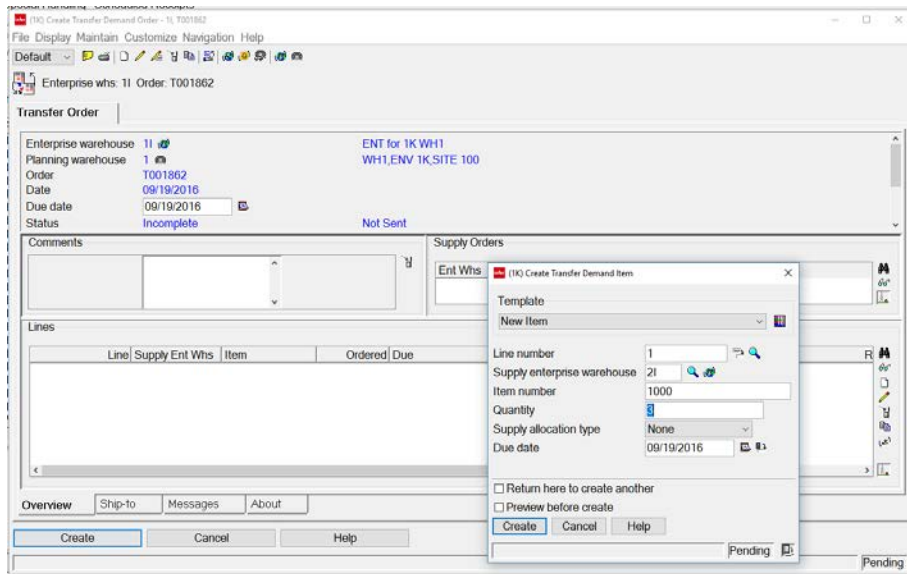 (1K) Create Transfer Demand Order - 1I, T001862
File Display Maintain Customize Navigation Help
Default
Enterprise whs: 1I Order: T001862
Transfer Order
Enterprise warehouse 1I ENT for 1K WH1
Planning warehouse 1 WH1,ENV 1K,SITE 100
Order T001862
Date 09/19/2016
Due date 09/19/2016
Status Incomplete Not Sent
Comments
Supply Orders
Ent Whs
Lines
Line Supply Ent Whs Item Ordered Due R
Overview Ship-to Messages About
Create Cancel Help
Pending
(1K) Create Transfer Demand Item
Template
New Item
Line number 1
Supply enterprise warehouse 2I
Item number 1000
Quantity 3
Supply allocation type None
Due date 09/19/2016
Return here to create another
Preview before create
Create Cancel Help
Pending